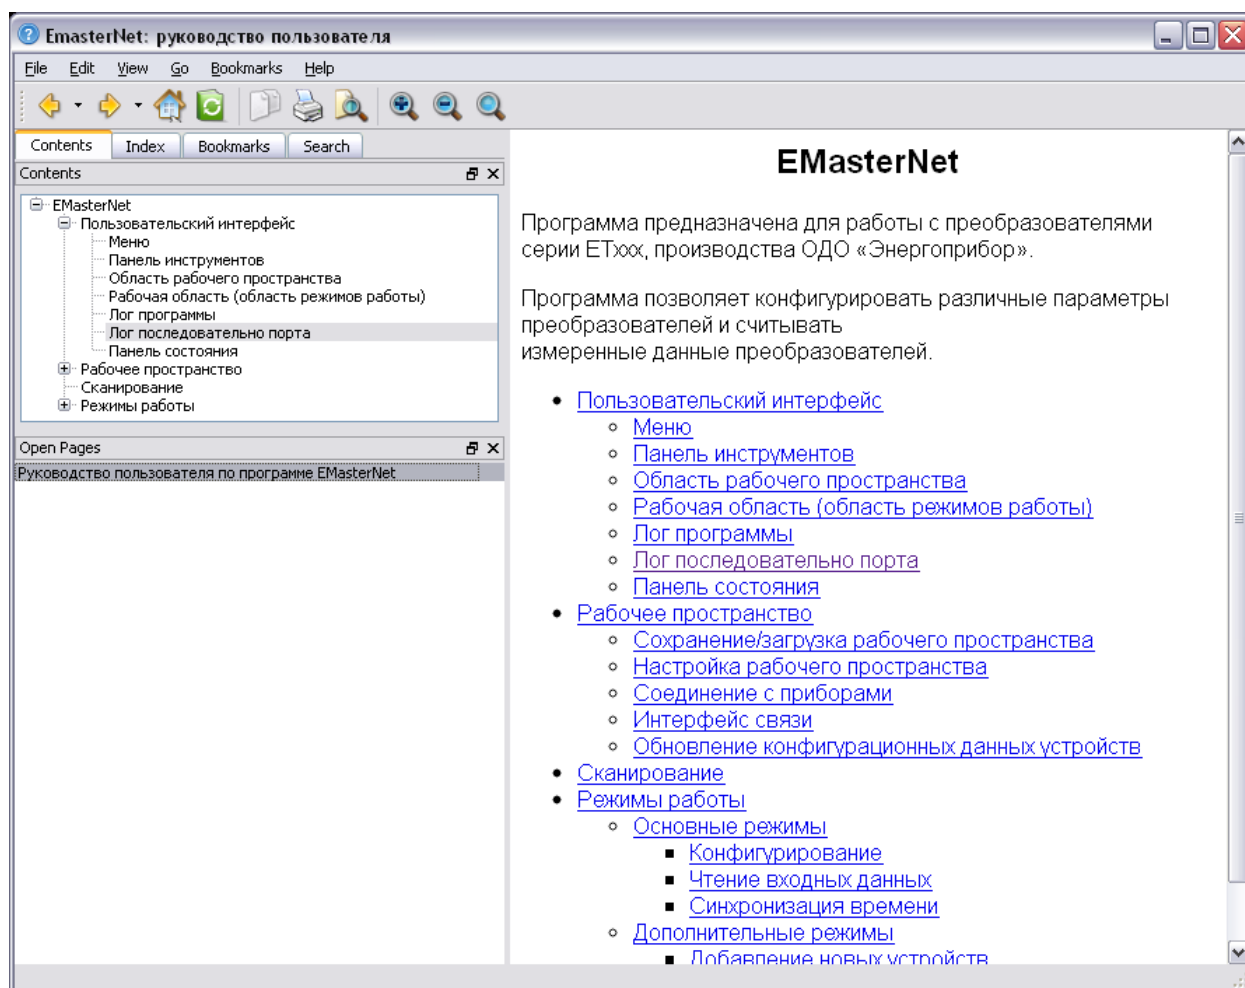 EmasterNet: руководство пользователя
File Edit View Go Bookmarks Help
Contents Index Bookmarks Search
Contents
EMasterNet
Пользовательский интерфейс
Меню
Панель инструментов
Область рабочего пространства
Рабочая область (область режимов работы)
Лог программы
Лог последовательно порта
Панель состояния
Рабочее пространство
Сканирование
Режимы работы
Open Pages
Руководство пользователя по программе EMasterNet
EMasterNet
Программа предназначена для работы с преобразователями
серии ETxxx, производства ОДО «Энергоприбор».
Программа позволяет конфигурировать различные параметры
преобразователей и считывать
измеренные данные преобразователей.
Пользовательский интерфейс
Меню
Панель инструментов
Область рабочего пространства
Рабочая область (область режимов работы)
Лог программы
Лог последовательно порта
Панель состояния
Рабочее пространство
Сохранение/загрузка рабочего пространства
Настройка рабочего пространства
Соединение с приборами
Интерфейс связи
Обновление конфигурационных данных устройств
Сканирование
Режимы работы
Основные режимы
Конфигурирование
Чтение входных данных
Синхронизация времени
Дополнительные режимы
Добавление новых устройств